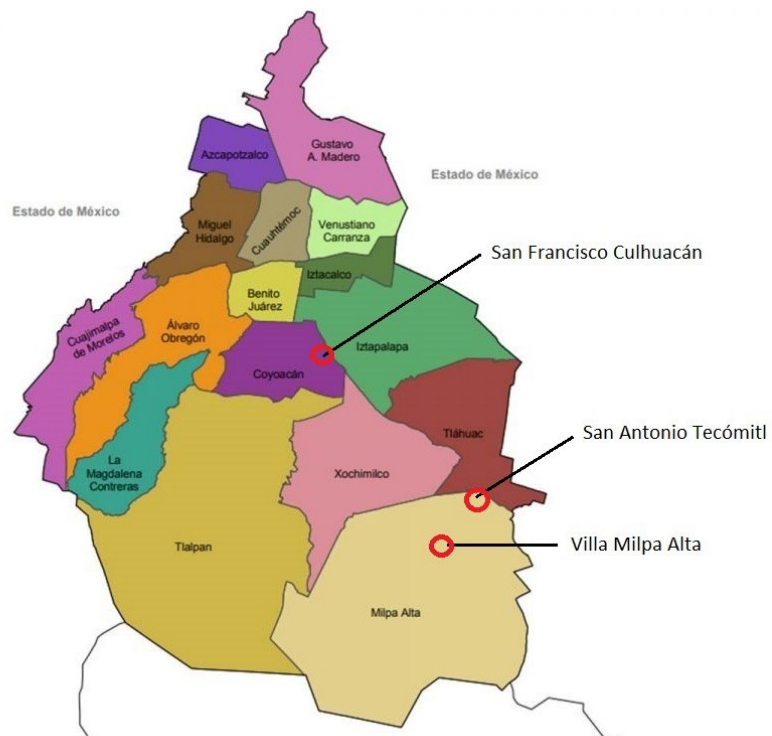 Gustavo
A. Madero
Azcapotzalco
Estado de México
Estado de México
Miguel
Hidalgo
Cuauhtémoc
Venustiano
Carranza
San Francisco Culhuacán
Iztacalco
Benito
Juárez
Cuajimalpa
de Morelos
Álvaro
Obregón
Iztapalapa
Coyoacán
Tláhuac
San Antonio Tecómitl
La
Magdalena
Contreras
Xochimilco
Tlalpan
Villa Milpa Alta
Milpa Alta